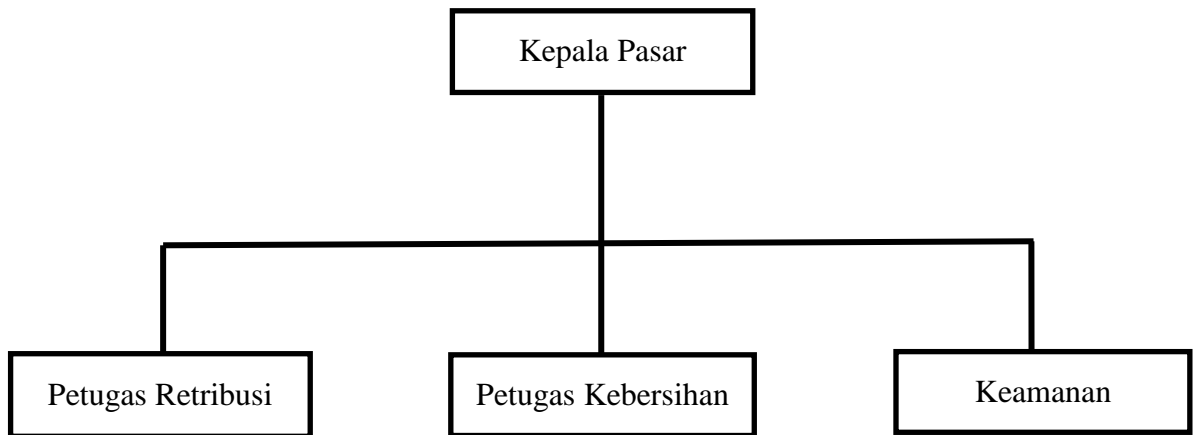 Kepala Pasar
Petugas Retribusi
Petugas Kebersihan
Keamanan